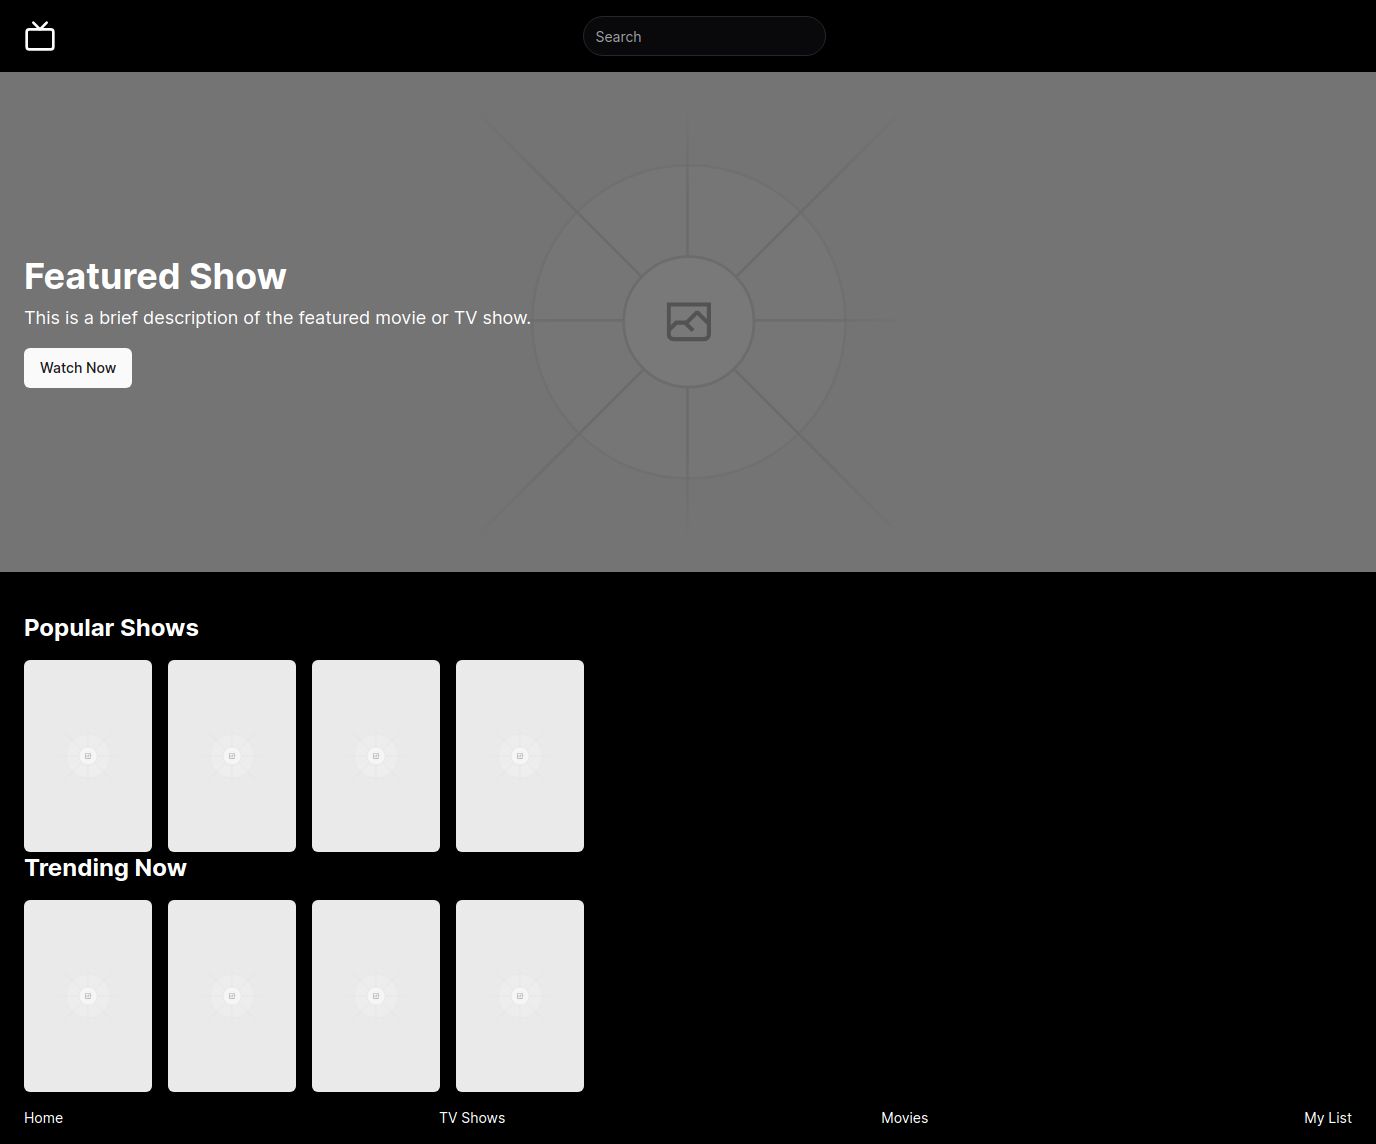 Search
Featured Show
This is a brief description of the featured movie or TV show.
Watch Now
Popular Shows
Trending Now
Home
TV Shows
Movies
My List